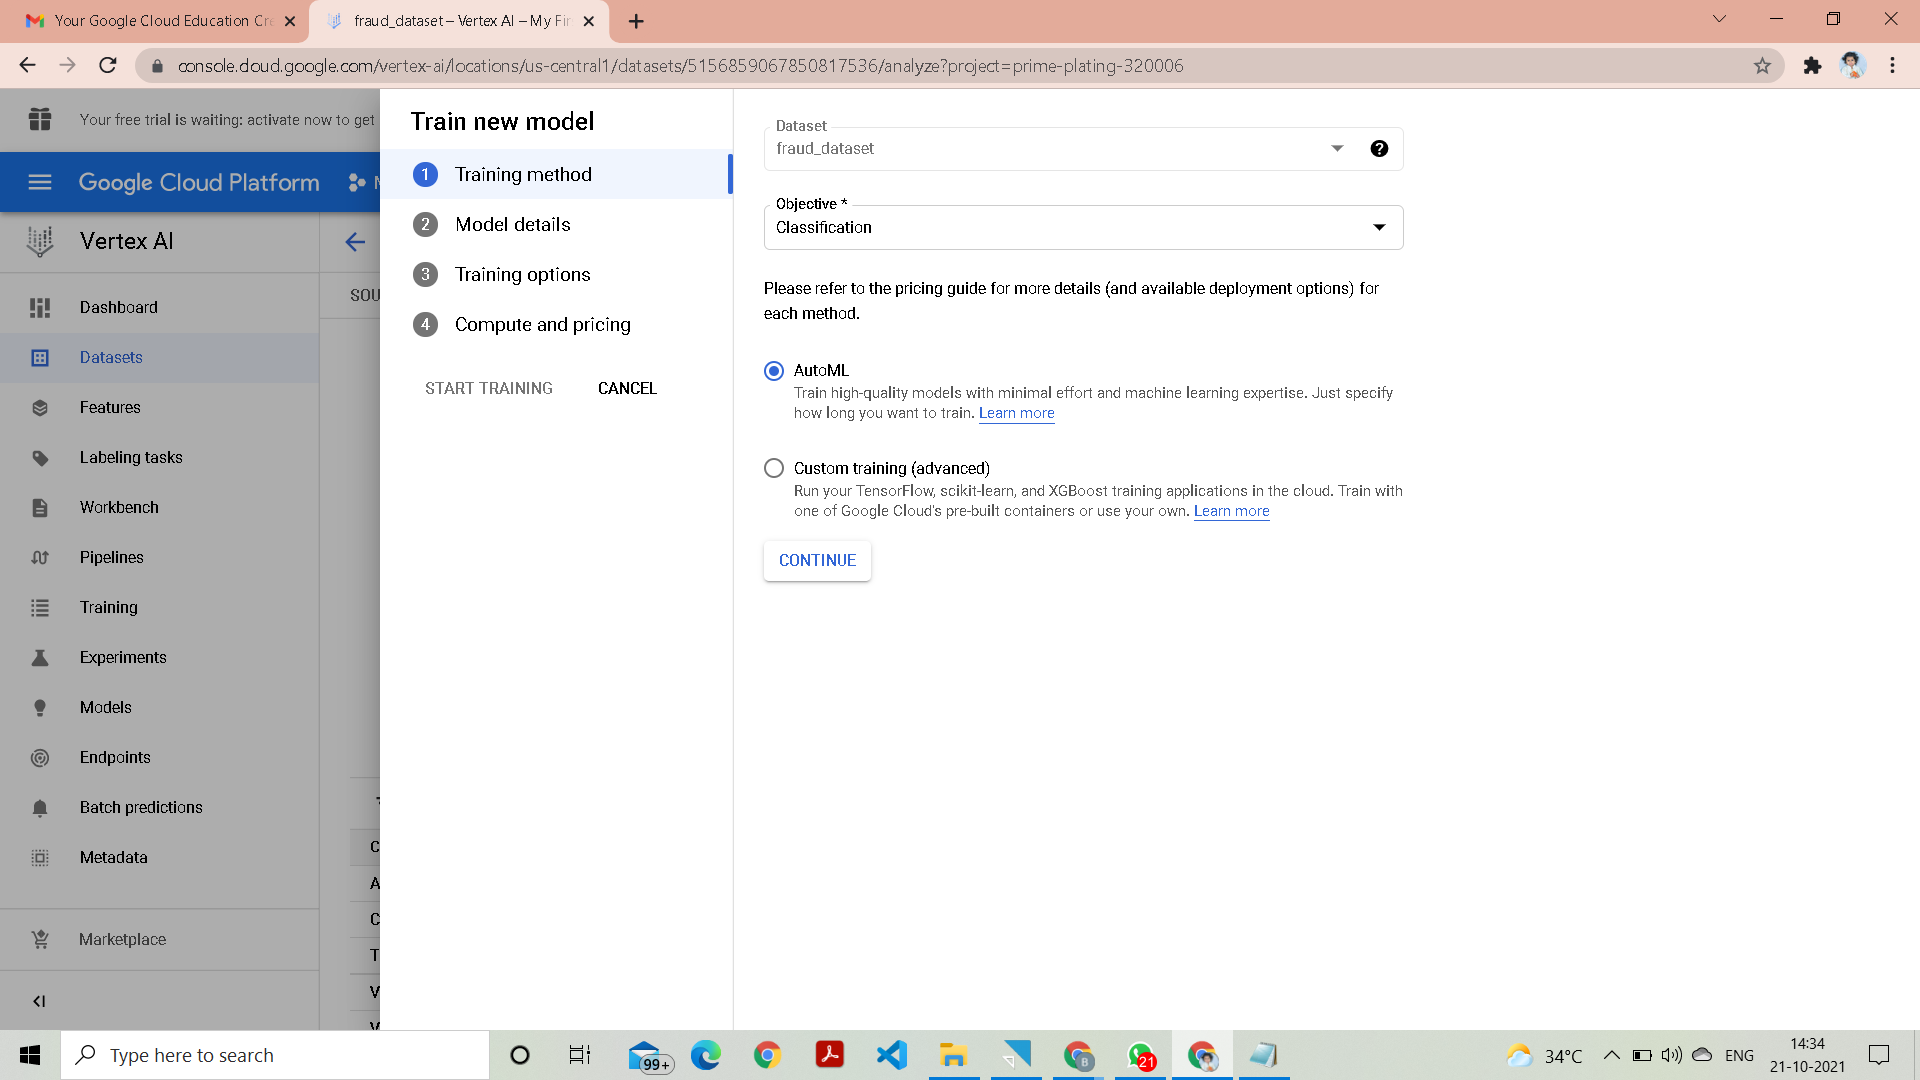 Your Google Cloud Education Cre
fraud_dataset – Vertex AI – My Fir
console.cloud.google.com/vertex-ai/locations/us-central1/datasets/5156859067850817536/analyze?project=prime-plating-320006
Your free trial is waiting: activate now to get
Google Cloud Platform
Vertex AI
SOU
Dashboard
Datasets
Features
Labeling tasks
Workbench
Pipelines
Training
Experiments
Models
Endpoints
Batch predictions
Metadata
Marketplace
C
A
C
T
V
Train new model
1 Training method
2 Model details
3 Training options
4 Compute and pricing
START TRAINING CANCEL
Dataset
fraud_dataset
Objective *
Classification
Please refer to the pricing guide for more details (and available deployment options) for
each method.
AutoML
Train high-quality models with minimal effort and machine learning expertise. Just specify
how long you want to train. Learn more
Custom training (advanced)
Run your TensorFlow, scikit-learn, and XGBoost training applications in the cloud. Train with
one of Google Cloud's pre-built containers or use your own. Learn more
CONTINUE
Type here to search
99+
B
21
34°C
ENG
14:34
21-10-2021